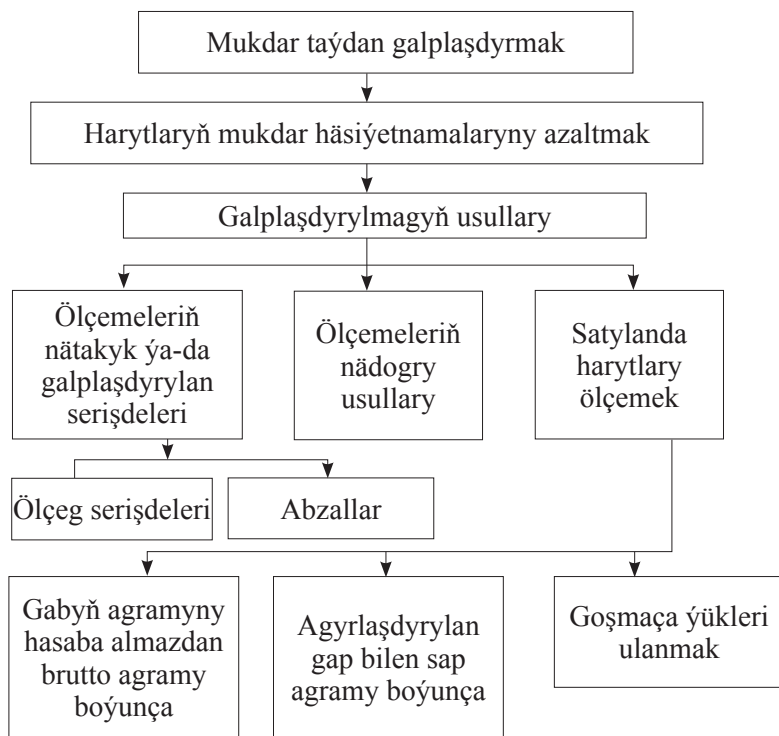 Mukdar taýdan galplaşdyrmak
Harytlaryň mukdar häsiýetnamalaryny azaltmak
Galplaşdyrylmagyň usullary
Ölçemeleriň
nätakyk ýa-da
galplaşdyrylan
serişdeleri
Ölçemeleriň
nädogry
usullary
Satylanda
harytlary
ölçemek
Ölçeg serişdeleri
Abzallar
Gabyň agramyny
hasaba almazdan
brutto agramy
boýunça
Agyrlaşdyrylan
gap bilen sap
agramy boýunça
Goşmaça ýükleri
ulanmak